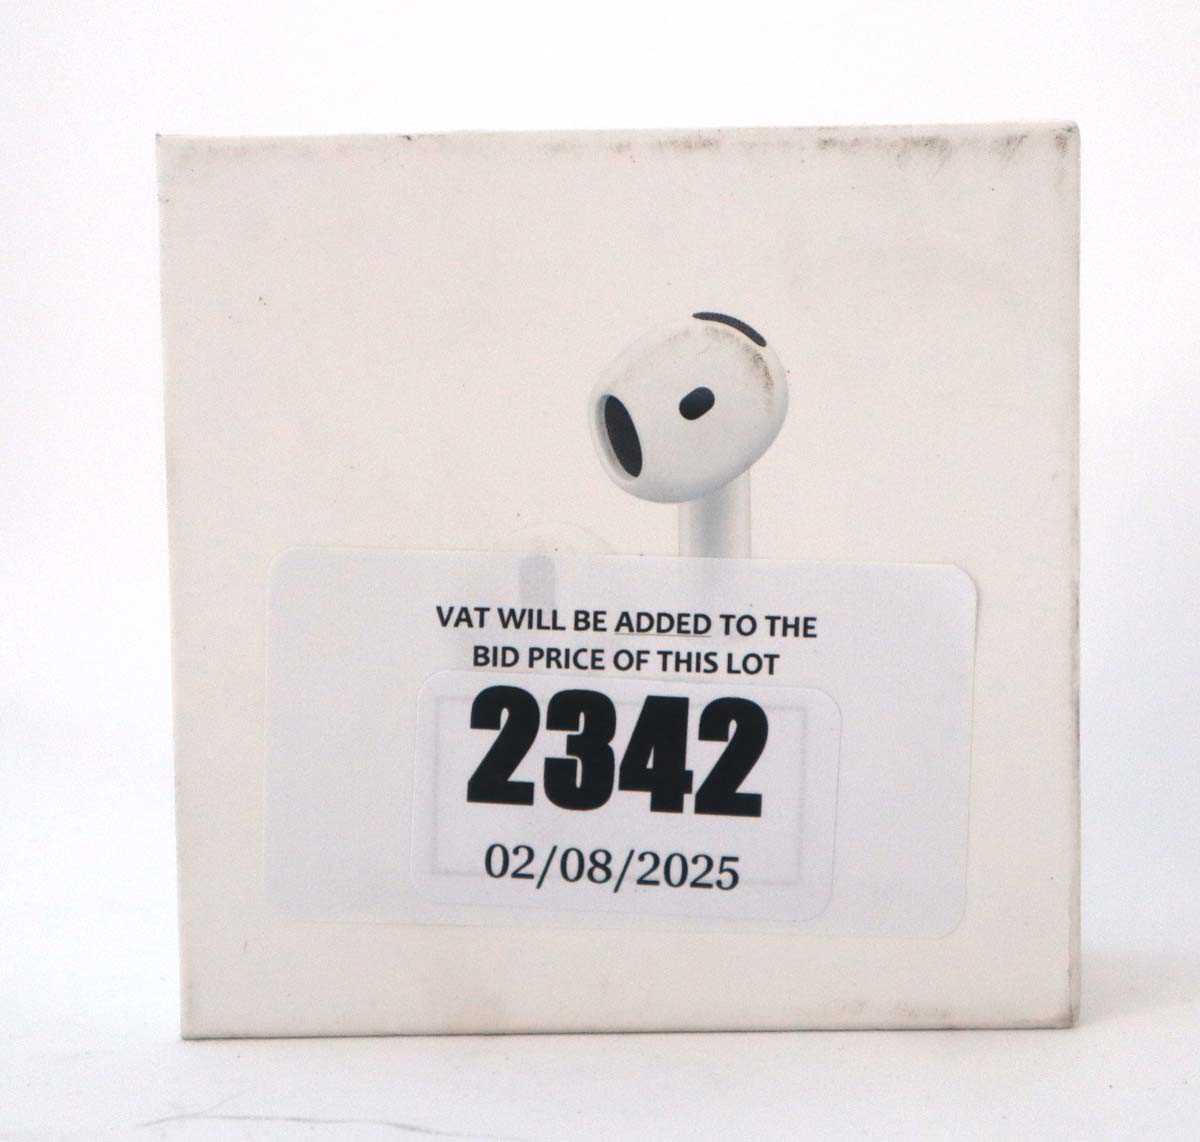 VAT WILL BE ADDED TO THE
BID PRICE OF THIS LOT
2342
02/08/2025